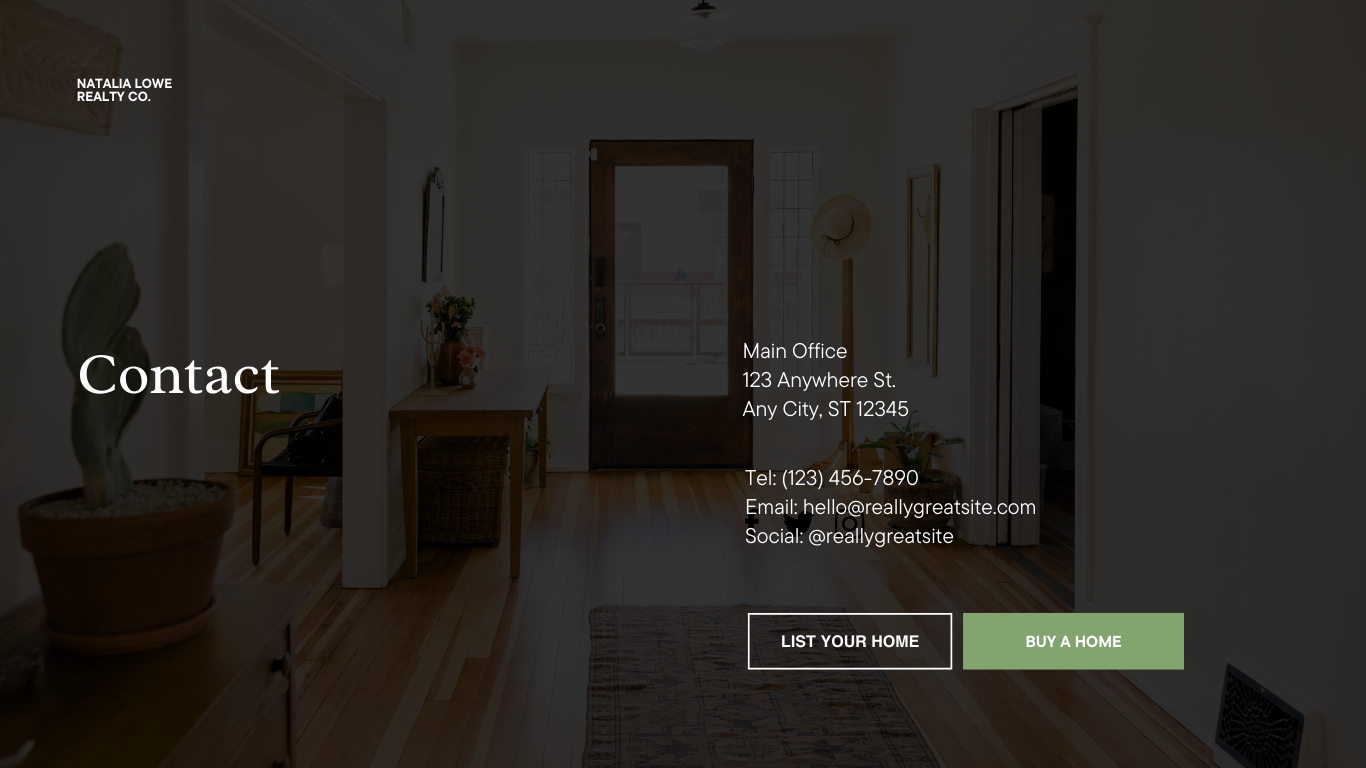 NATALIA LOWE
REALTY CO.
Contact
Main Office
123 Anywhere St.
Any City, ST 12345
Tel: (123) 456-7890
Email: hello@reallygreatsite.com
Social: @reallygreatsite
LIST YOUR HOME
BUY A HOME